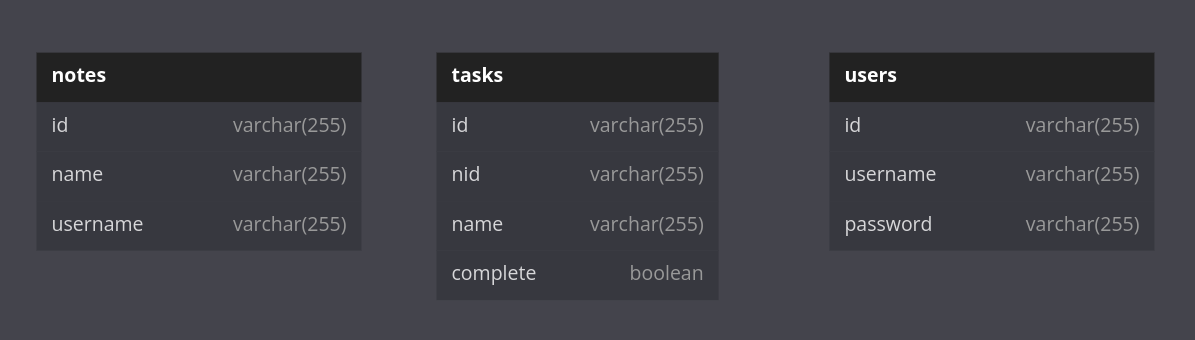 notes
id varchar(255)
name varchar(255)
username varchar(255)
tasks
id varchar(255)
nid varchar(255)
name varchar(255)
complete boolean
users
id varchar(255)
username varchar(255)
password varchar(255)